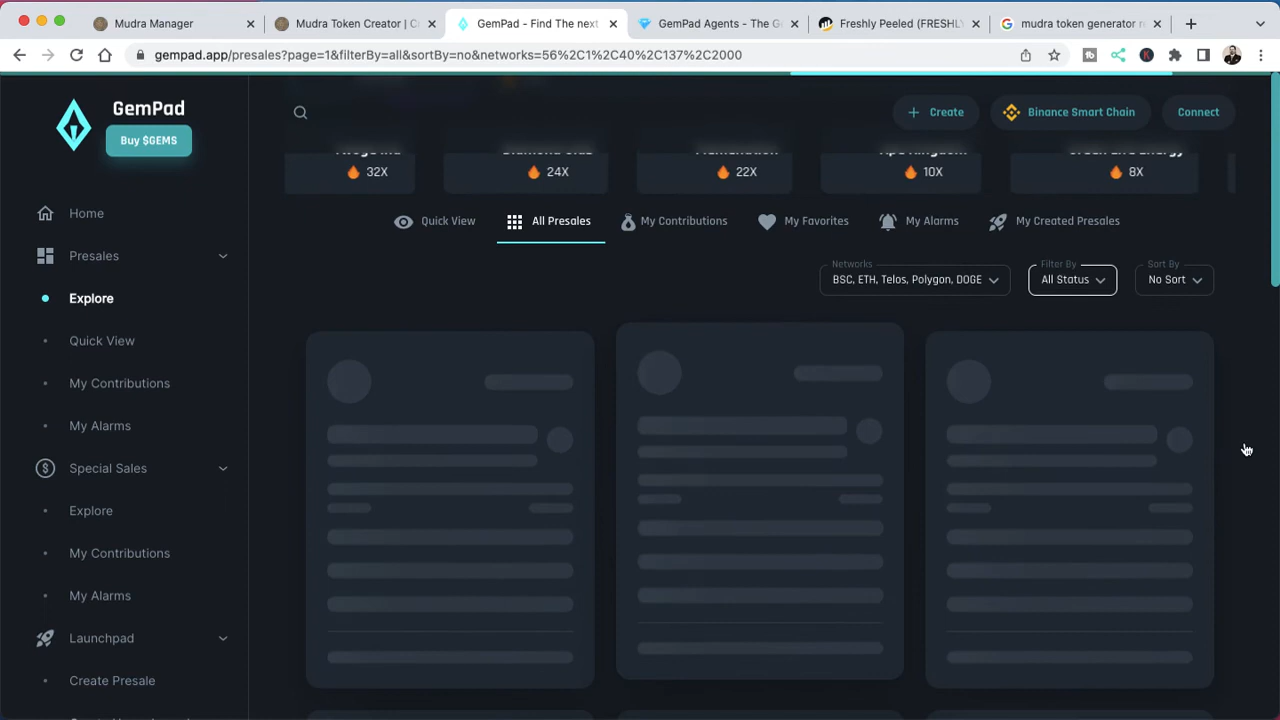 Mudra Manager
Mudra Token Creator | C
GemPad - Find The next
GemPad Agents - The G
Freshly Peeled (FRESHLY
mudra token generator r
gempad.app/presales?page=1&filterBy=all&sortBy=no&networks=56%2C1%2C40%2C137%2C2000
GemPad
Buy $GEMS
Create
Binance Smart Chain
Connect
32X
24X
22X
10X
8X
Home
Presales
Explore
Quick View
My Contributions
My Alarms
Special Sales
Explore
My Contributions
My Alarms
Launchpad
Create Presale
Quick View
All Presales
My Contributions
My Favorites
My Alarms
My Created Presales
Networks
BSC, ETH, Telos, Polygon, DOGE
Filter By
All Status
Sort By
No Sort